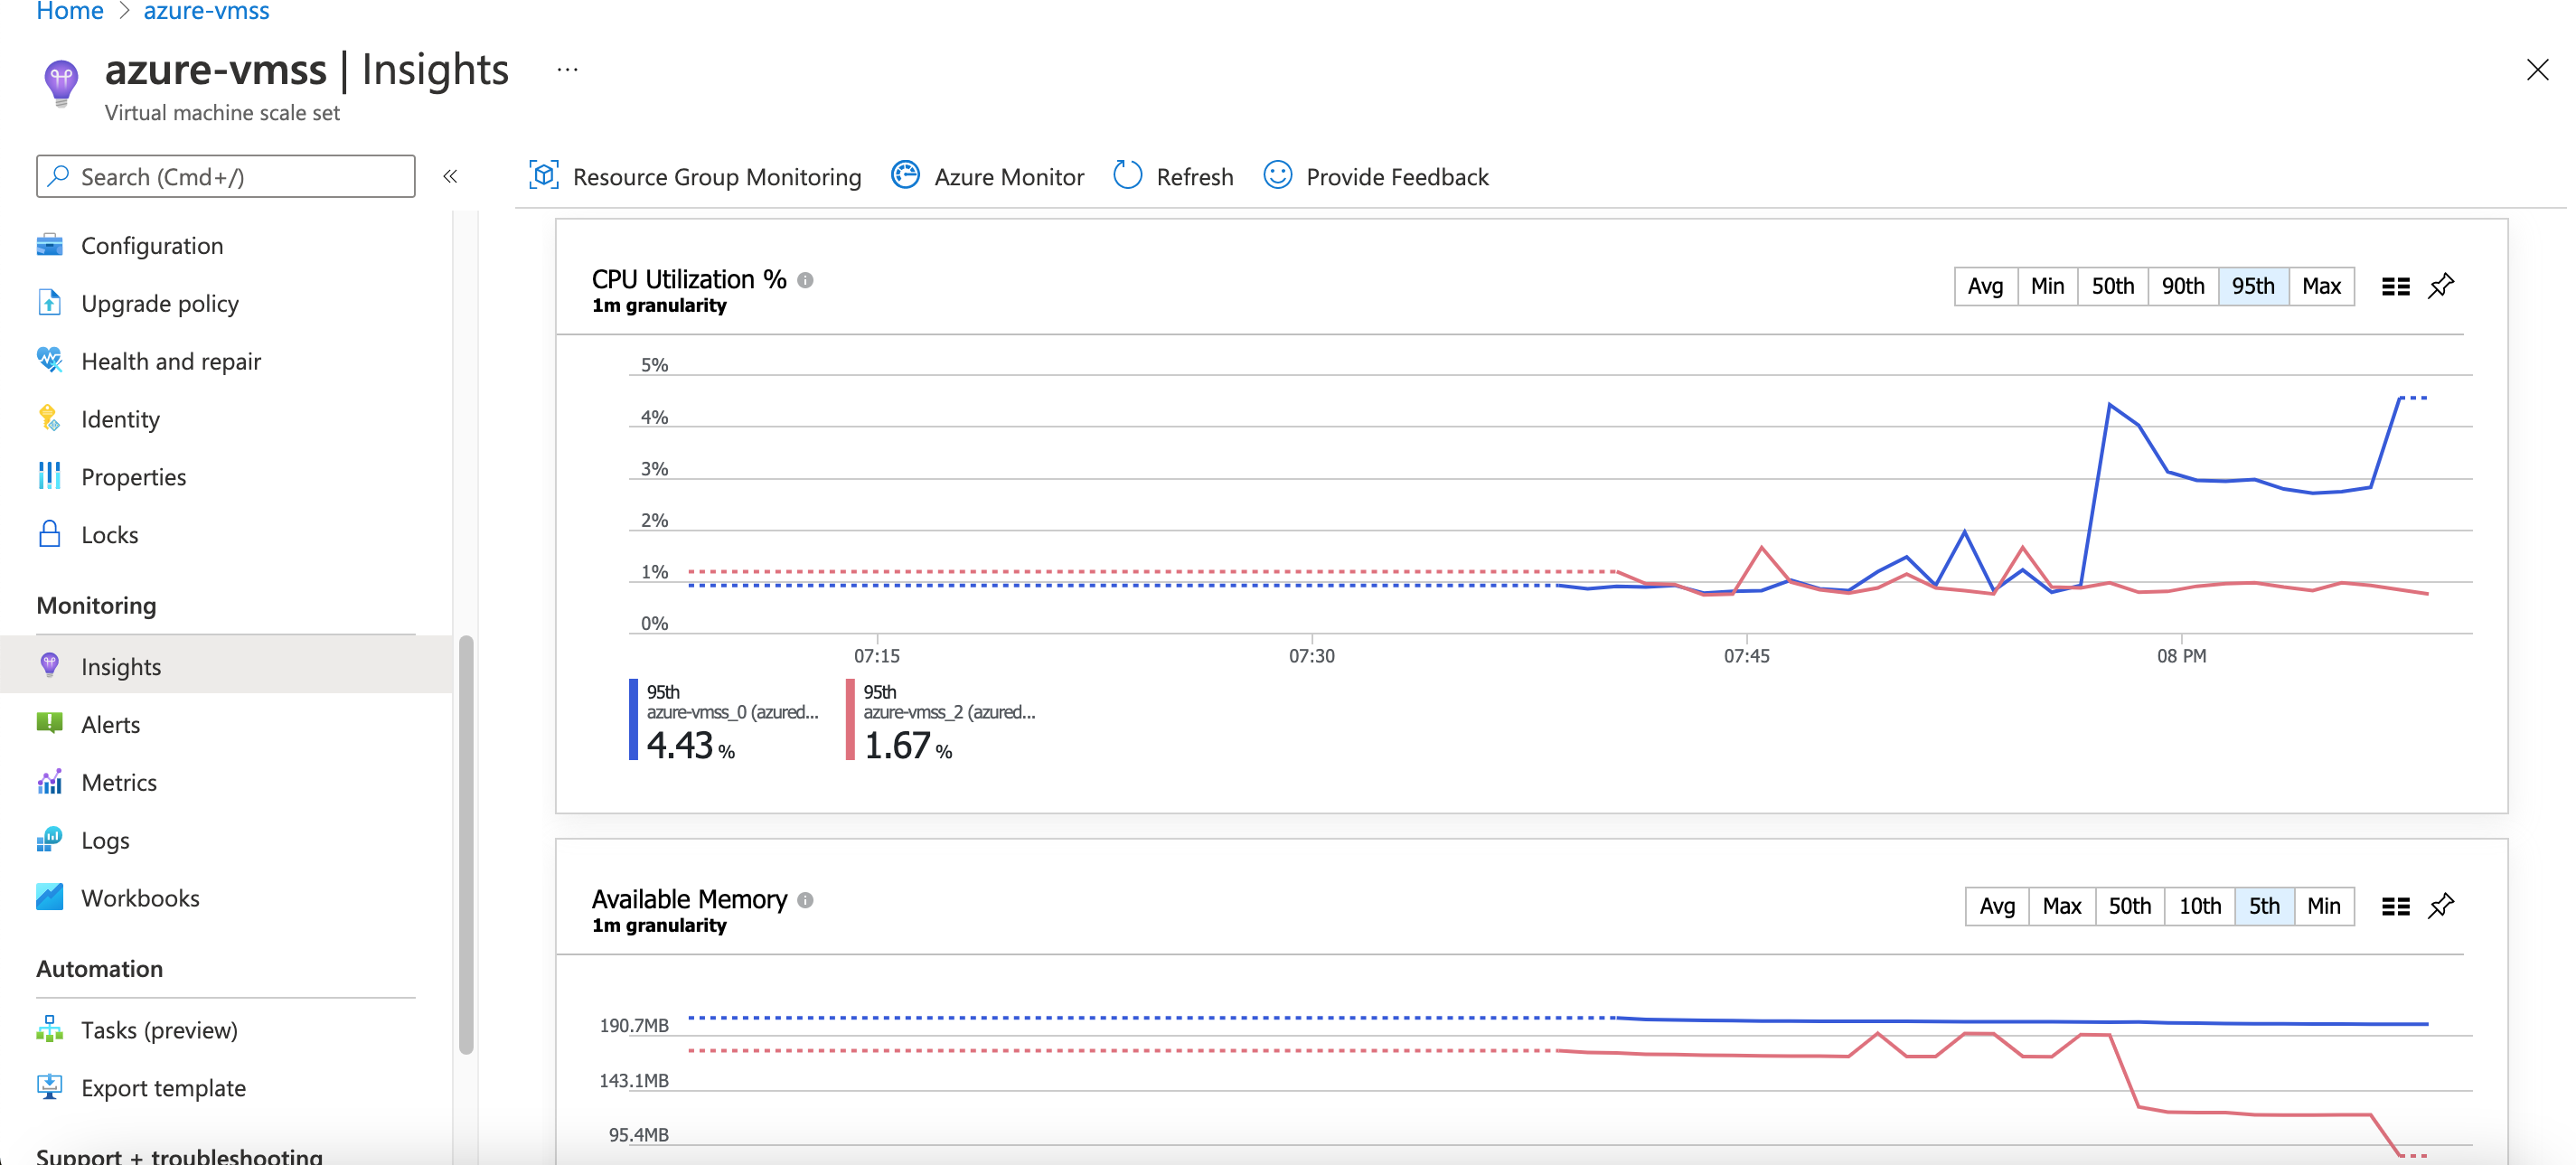 Home > azure-vmss
azure-vmss | Insights ...
Virtual machine scale set
Search (Cmd+/)
«
Configuration
Upgrade policy
Health and repair
Identity
Properties
Locks
Monitoring
Insights
Alerts
Metrics
Logs
Workbooks
Automation
Tasks (preview)
Export template
Support + troubleshooting
Resource Group Monitoring Azure Monitor Refresh Provide Feedback
CPU Utilization %
1m granularity
Avg Min 50th 90th 95th Max
5%
4%
3%
2%
1%
0%
07:15 07:30 07:45 08 PM
95th
azure-vmss_0 (azured...
4.43 %
95th
azure-vmss_2 (azured...
1.67 %
Available Memory
1m granularity
Avg Max 50th 10th 5th Min
190.7MB
143.1MB
95.4MB